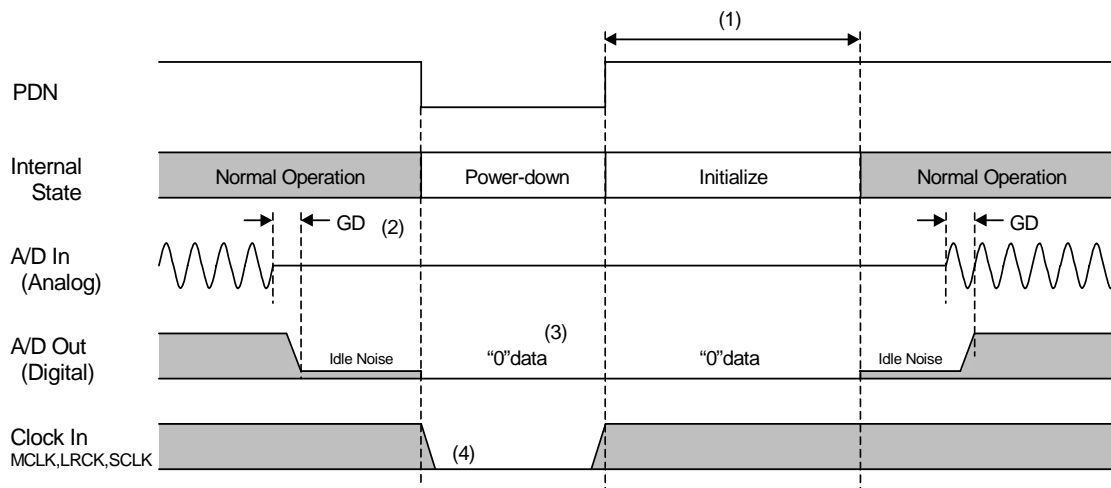 (1)
PDN
Internal
State
Normal Operation
Power-down
Initialize
Normal Operation
GD
(2)
GD
A/D In
(Analog)
A/D Out
(Digital)
Idle Noise
(3)
“0”data
“0”data
Idle Noise
Clock In
MCLK,LRCK,SCLK
(4)